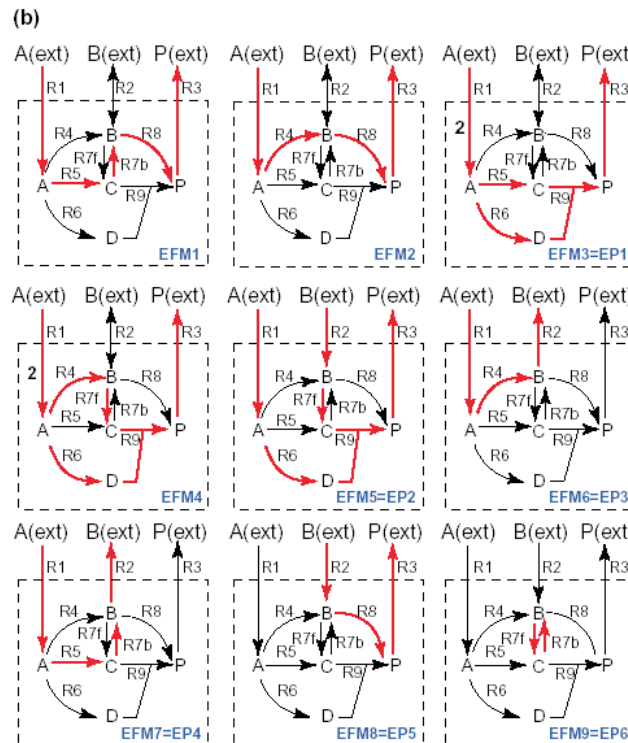 (b)
A(ext) B(ext) P(ext) A(ext) B(ext) P(ext) A(ext) B(ext) P(ext)
R1 R2 R3 R1 R2 R3 R1 R2 R3
R4 B R8 R4 B R8 2 R4 B R8
R7f R7b R7f R7b R7f R7b
A R5 C R9 P A R5 C R9 P A R5 C R9 P
R6 D R6 D R6 D
EFM1 EFM2 EFM3=EP1
A(ext) B(ext) P(ext) A(ext) B(ext) P(ext) A(ext) B(ext) P(ext)
R1 R2 R3 R1 R2 R3 R1 R2 R3
2 R4 B R8 R4 B R8 R4 B R8
R7f R7b R7f R7b R7f R7b
A R5 C R9 P A R5 C R9 P A R5 C R9 P
R6 D R6 D R6 D
EFM4 EFM5=EP2 EFM6=EP3
A(ext) B(ext) P(ext) A(ext) B(ext) P(ext) A(ext) B(ext) P(ext)
R1 R2 R3 R1 R2 R3 R1 R2 R3
R4 B R8 R4 B R8 R4 B R8
R7f R7b R7f R7b R7f R7b
A R5 C R9 P A R5 C R9 P A R5 C R9 P
R6 D R6 D R6 D
EFM7=EP4 EFM8=EP5 EFM9=EP6